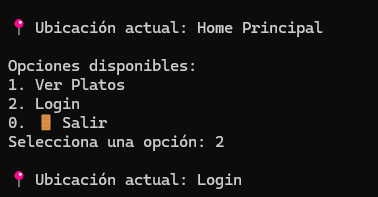 📍 Ubicación actual: Home Principal
Opciones disponibles:
1. Ver Platos
2. Login
0. 🚪 Salir
Selecciona una opción: 2
📍 Ubicación actual: Login